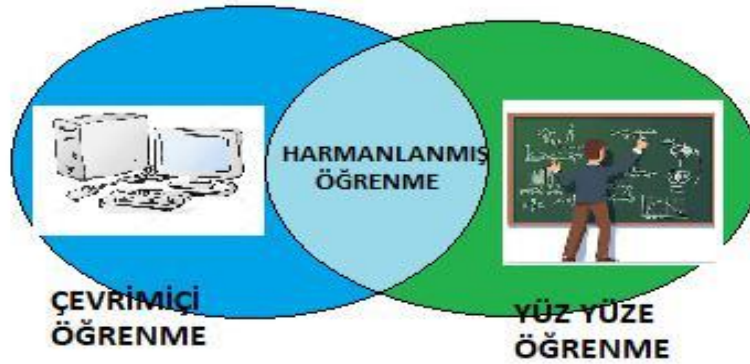 HARMANLANMIŞ
ÖĞRENME
ÇEVRİMİÇİ
ÖĞRENME
YÜZ YÜZE
ÖĞRENME